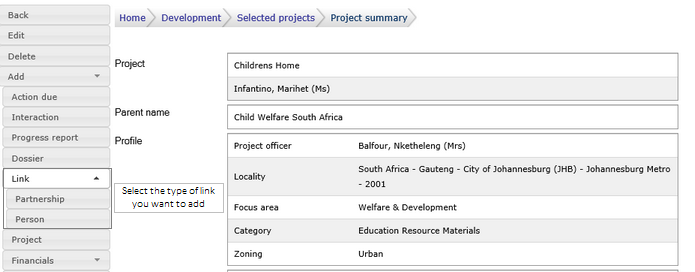 Back
Edit
Delete
Add
Action due
Interaction
Progress report
Dossier
Link
Partnership
Person
Project
Financials
Home Development Selected projects Project summary
Project
Childrens Home
Infantino, Marihet (Ms)
Parent name
Child Welfare South Africa
Profile
Project officer Balfour, Nketheleng (Mrs)
Locality South Africa - Gauteng - City of Johannesburg (JHB) - Johannesburg Metro
- 2001
Focus area Welfare & Development
Category Education Resource Materials
Zoning Urban
Select the type of link
you want to add